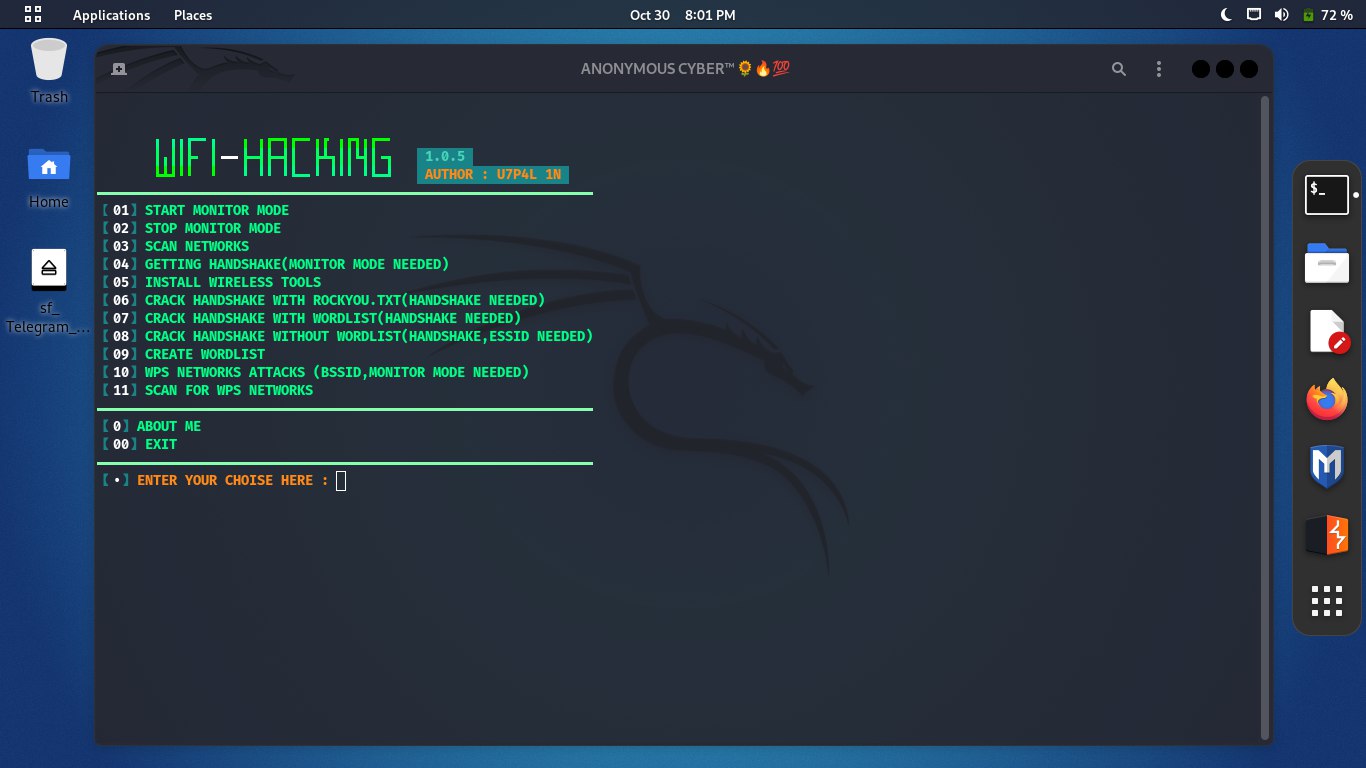 Applications Places Oct 30 8:01 PM 72 %
ANONYMOUS CYBER™🌻🔥💯
Trash
Home
sf_
Telegram_...
WIFI-HACKING
1.0.5
AUTHOR : U7P4L 1N
[01] START MONITOR MODE
[02] STOP MONITOR MODE
[03] SCAN NETWORKS
[04] GETTING HANDSHAKE(MONITOR MODE NEEDED)
[05] INSTALL WIRELESS TOOLS
[06] CRACK HANDSHAKE WITH ROCKYOU.TXT(HANDSHAKE NEEDED)
[07] CRACK HANDSHAKE WITH WORDLIST(HANDSHAKE NEEDED)
[08] CRACK HANDSHAKE WITHOUT WORDLIST(HANDSHAKE,ESSID NEEDED)
[09] CREATE WORDLIST
[10] WPS NETWORKS ATTACKS (BSSID,MONITOR MODE NEEDED)
[11] SCAN FOR WPS NETWORKS
[0] ABOUT ME
[00] EXIT
[•] ENTER YOUR CHOISE HERE :
$_